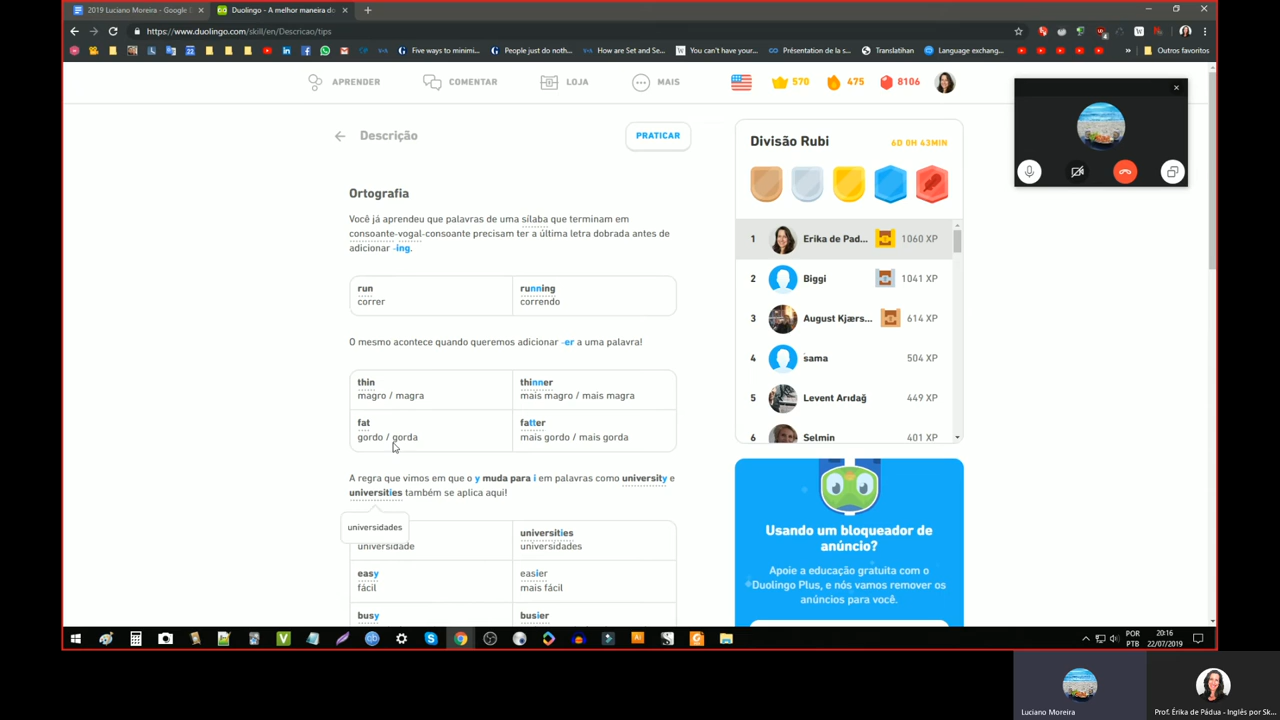 2019 Luciano Moreira - Google
Duolingo - A melhor maneira do
https://www.duolingo.com/skill/en/Descricao/tips
Five ways to minimi...
People just do noth...
How are Set and Se...
You can't have your...
Présentation de la s...
Translatihan
Language exchang...
Outros favoritos
APRENDER
COMENTAR
LOJA
MAIS
570
475
8106
Descrição
PRATICAR
Ortografia
Você já aprendeu que palavras de uma sílaba que terminam em
consoante-vogal-consoante precisam ter a última letra dobrada antes de
adicionar -ing.
run
running
correr
correndo
O mesmo acontece quando queremos adicionar -er a uma palavra!
thin
thinner
magro / magra
mais magro / mais magra
fat
fatter
gordo / gorda
mais gordo / mais gorda
A regra que vimos em que o y muda para i em palavras como university e
universities também se aplica aqui!
universidades
universities
universidade
universidades
easy
easier
fácil
mais fácil
busy
busier
Divisão Rubi
6D 0H 43MIN
1 Erika de Pad... 1060 XP
2 Biggi 1041 XP
3 August Kjærs... 614 XP
4 sama 504 XP
5 Levent Arıdağ 449 XP
6 Selmin 401 XP
Usando um bloqueador de
anúncio?
Apoie a educação gratuita com o
Duolingo Plus, e nós vamos remover os
anúncios para você.
POR
PTB
20:16
22/07/2019
Luciano Moreira
Prof. Érika de Pádua - Inglês por Sk...